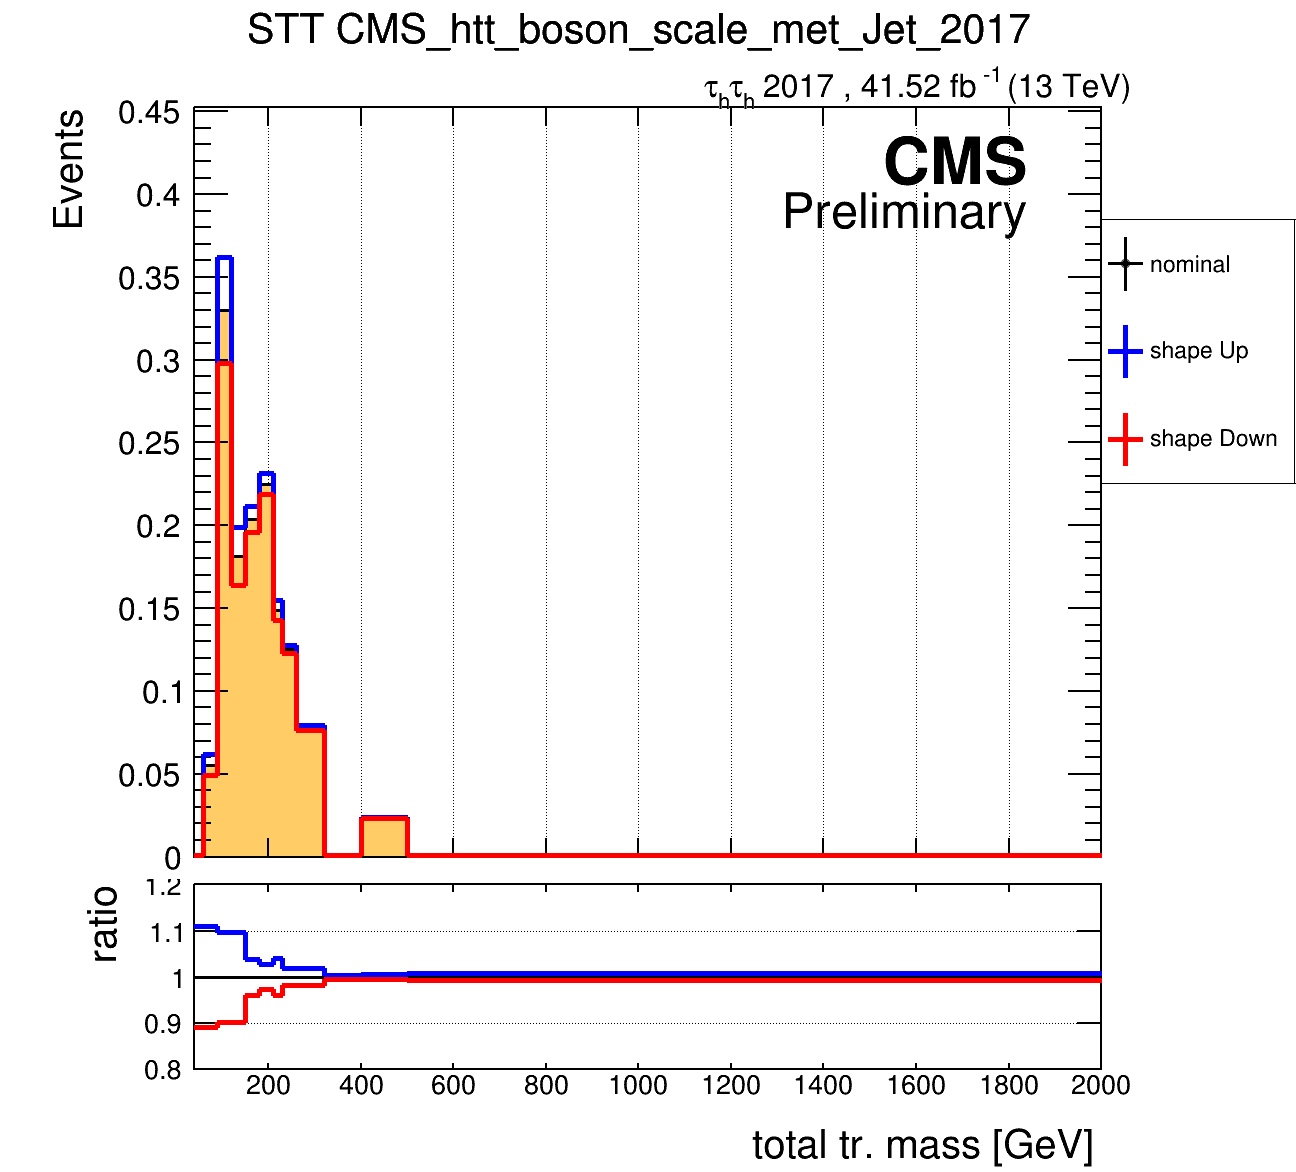 STT CMS_htt_boson_scale_met_Jet_2017
τhτh 2017 , 41.52 fb-1 (13 TeV)
Events
0.45
0.4
0.35
0.3
0.25
0.2
0.15
0.1
0.05
0
CMS
Preliminary
nominal
shape Up
shape Down
ratio
1.2
1.1
1
0.9
0.8
200 400 600 800 1000 1200 1400 1600 1800 2000
total tr. mass [GeV]